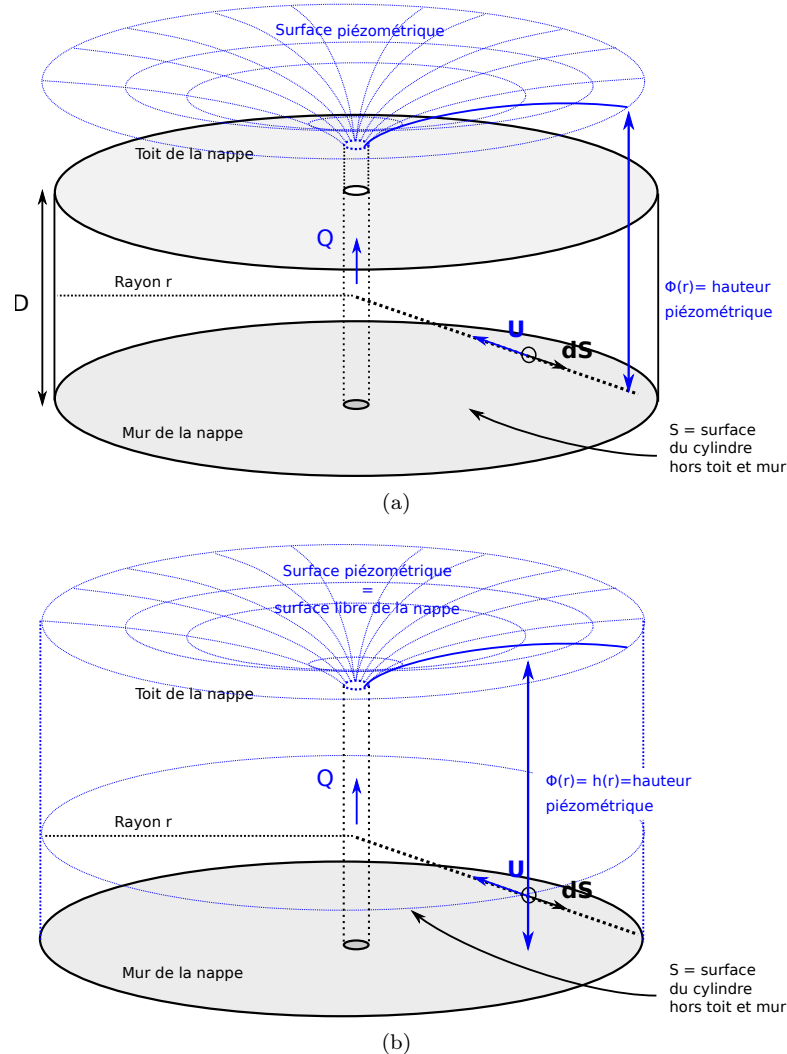 Surface piézométrique
Toit de la nappe
Q
D
Rayon r
Φ(r)= hauteur
piézométrique
U
dS
Mur de la nappe
S = surface
du cylindre
hors toit et mur
(a)
Surface piézométrique
=
surface libre de la nappe
Toit de la nappe
Q
Φ(r)= h(r)=hauteur
piézométrique
Rayon r
U
dS
Mur de la nappe
S = surface
du cylindre
hors toit et mur
(b)